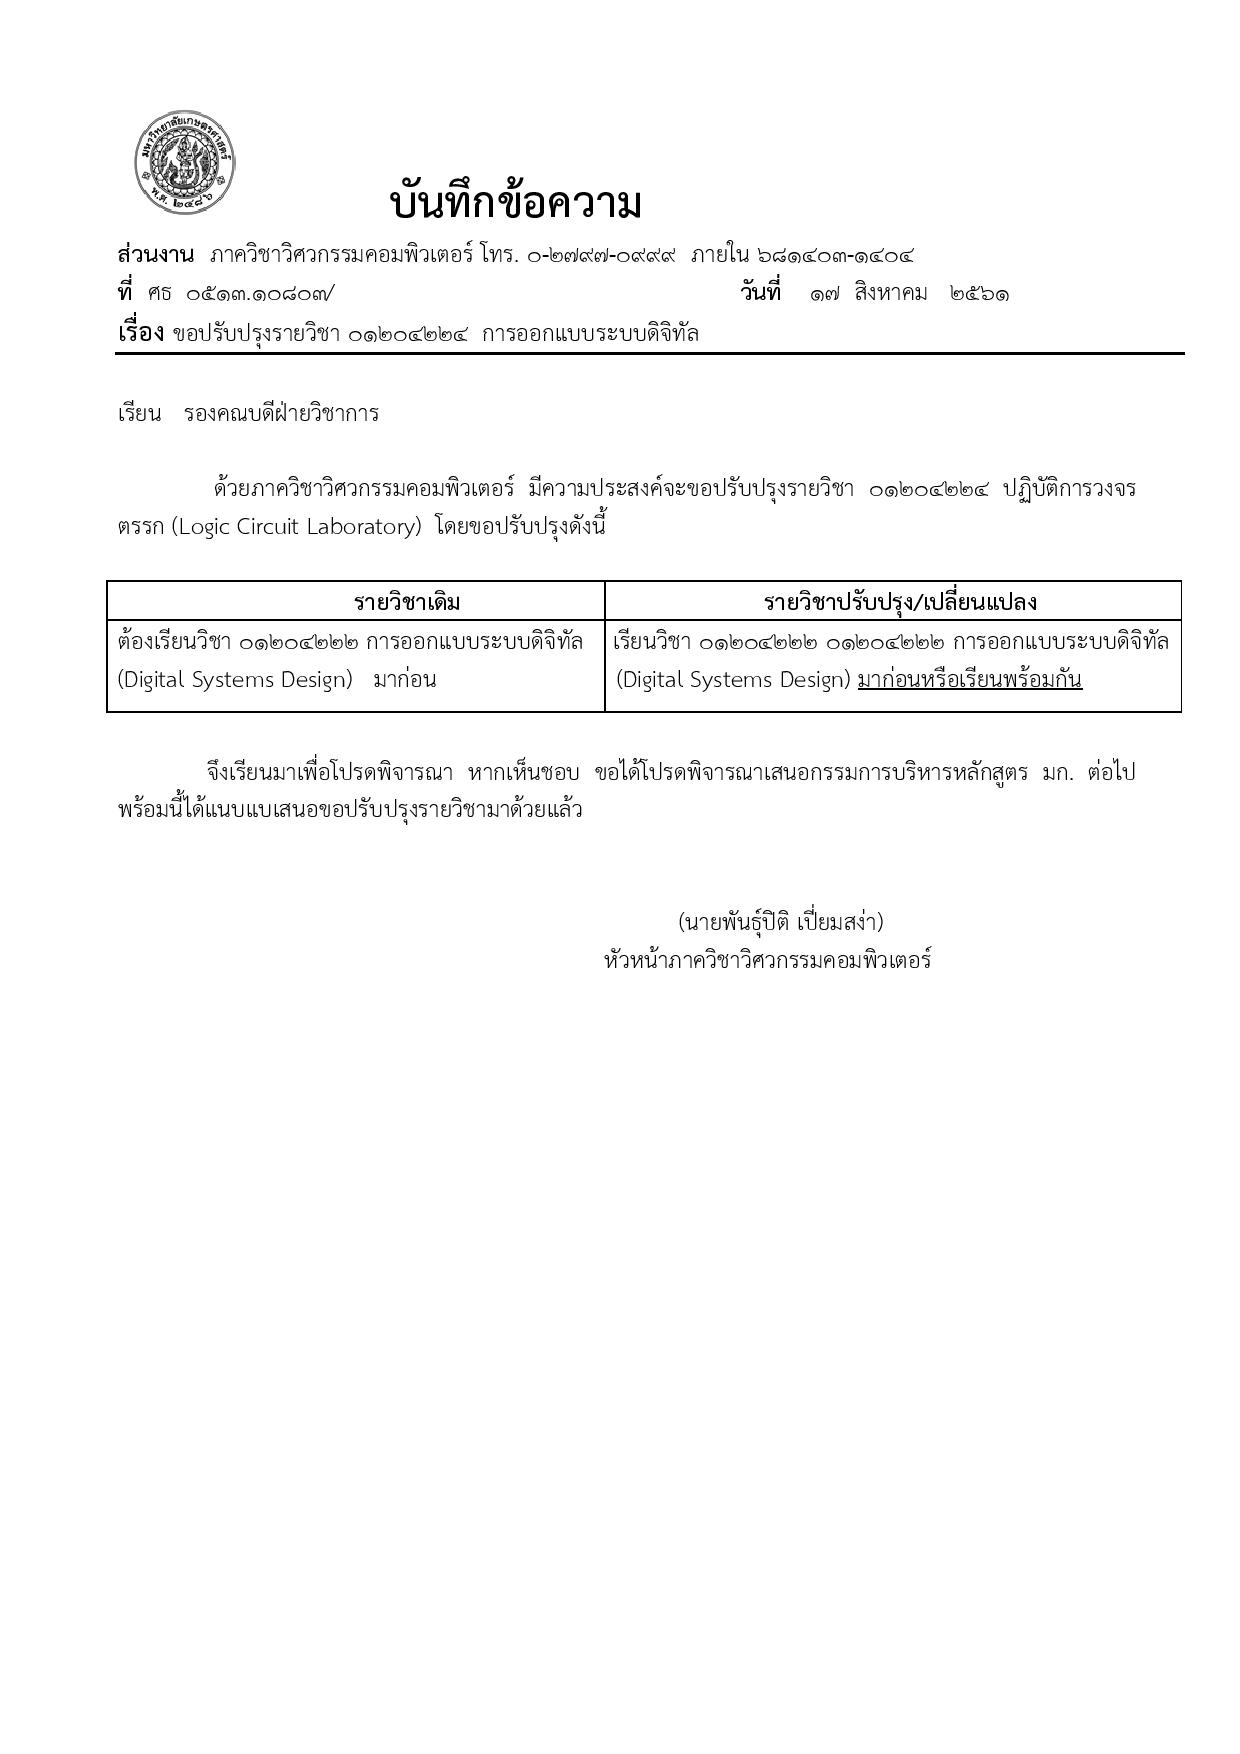 มหาวิทยาลัยเกษตรศาสตร์
พ.ศ. ๒๔๘๖
บันทึกข้อความ
ส่วนงาน ภาควิชาวิศวกรรมคอมพิวเตอร์ โทร. ๐-๒๗๙๗-๐๙๙๙ ภายใน ๖๘๑๔๐๓-๑๔๐๔
ที่ ศธ ๐๕๑๓.๑๐๘๐๓/ วันที่ ๑๗ สิงหาคม ๒๕๖๑
เรื่อง ขอปรับปรุงรายวิชา ๐๑๒๐๔๒๒๔ การออกแบบระบบดิจิทัล
เรียน รองคณบดีฝ่ายวิชาการ
ด้วยภาควิชาวิศวกรรมคอมพิวเตอร์ มีความประสงค์จะขอปรับปรุงรายวิชา ๐๑๒๐๔๒๒๔ ปฏิบัติการวงจร
ตรรก (Logic Circuit Laboratory) โดยขอปรับปรุงดังนี้
รายวิชาเดิม
ต้องเรียนวิชา ๐๑๒๐๔๒๒๒ การออกแบบระบบดิจิทัล
(Digital Systems Design) มาก่อน
รายวิชาปรับปรุง/เปลี่ยนแปลง
เรียนวิชา ๐๑๒๐๔๒๒๒ ๐๑๒๐๔๒๒๒ การออกแบบระบบดิจิทัล
(Digital Systems Design) มาก่อนหรือเรียนพร้อมกัน
จึงเรียนมาเพื่อโปรดพิจารณา หากเห็นชอบ ขอได้โปรดพิจารณาเสนอกรรมการบริหารหลักสูตร มก. ต่อไป
พร้อมนี้ได้แนบแบเสนอขอปรับปรุงรายวิชามาด้วยแล้ว
(นายพันธุ์ปิติ เปี่ยมสง่า)
หัวหน้าภาควิชาวิศวกรรมคอมพิวเตอร์